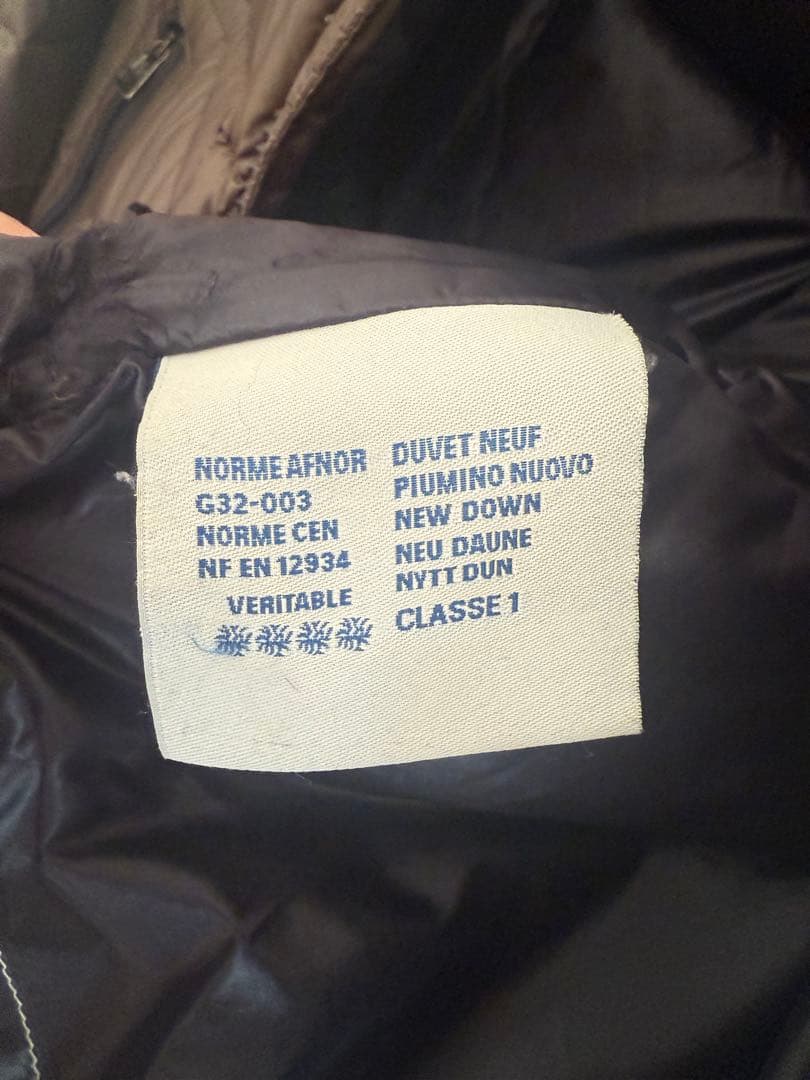 NORME AFNOR
G32-003
NORME CEN
NF EN 12934
VERITABLE
DUVET NEUF
PIUMINO NUOVO
NEW DOWN
NEU DAUNE
NYTT DUN
CLASSE 1